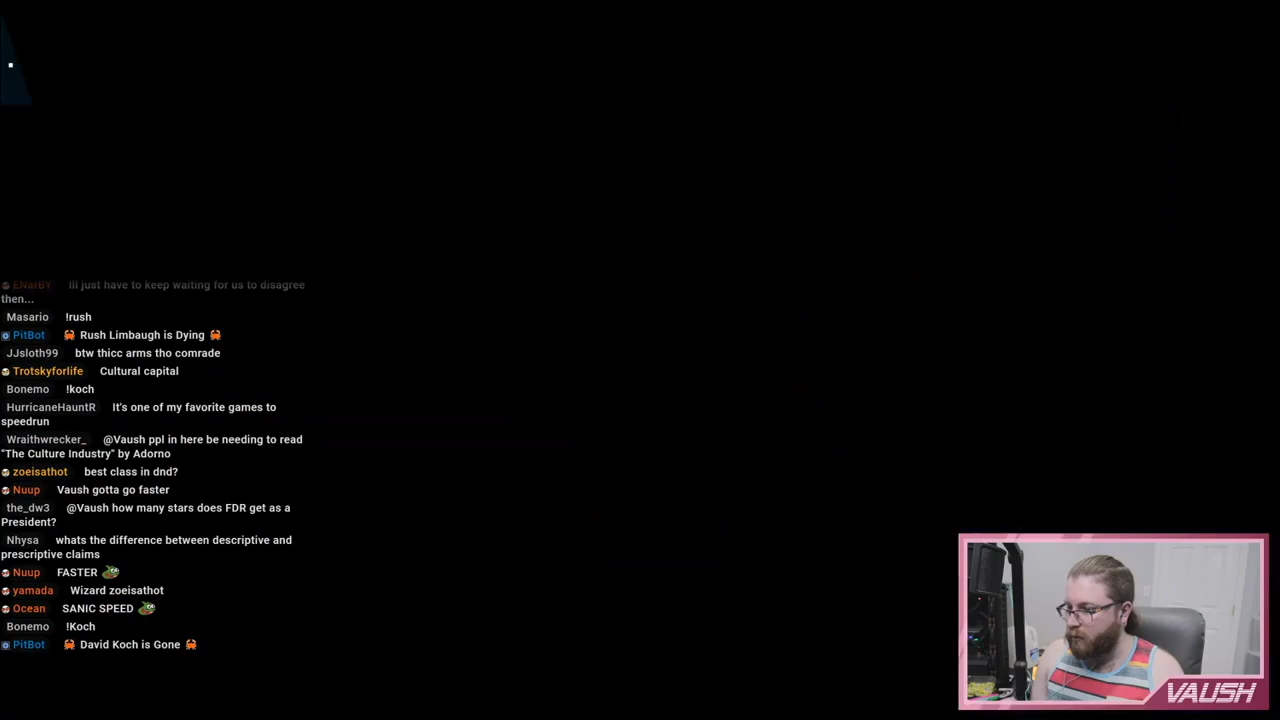 ENarBY Ill just have to keep waiting for us to disagree
then...
Masario !rush
PitBot Rush Limbaugh is Dying
JJsloth99 btw thicc arms tho comrade
Trotskyforlife Cultural capital
Bonemo !koch
HurricaneHauntR It's one of my favorite games to
speedrun
Wraithwrecker_ @Vaush ppl in here be needing to read
"The Culture Industry" by Adorno
zoeisathot best class in dnd?
Nuup Vaush gotta go faster
the_dw3 @Vaush how many stars does FDR get as a
President?
Nhysa whats the difference between descriptive and
prescriptive claims
Nuup FASTER
yamada Wizard zoeisathot
Ocean SANIC SPEED
Bonemo !Koch
PitBot David Koch is Gone
VAUSH